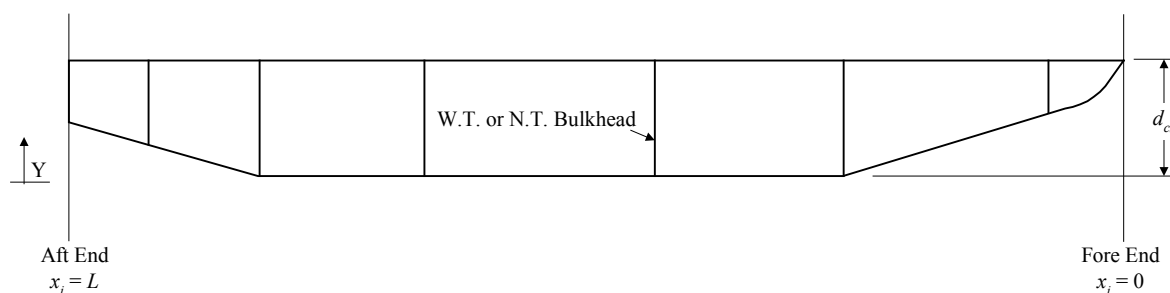 W.T. or N.T. Bulkhead
d_c
Y
Aft End
x_i = L
Fore End
x_i = 0